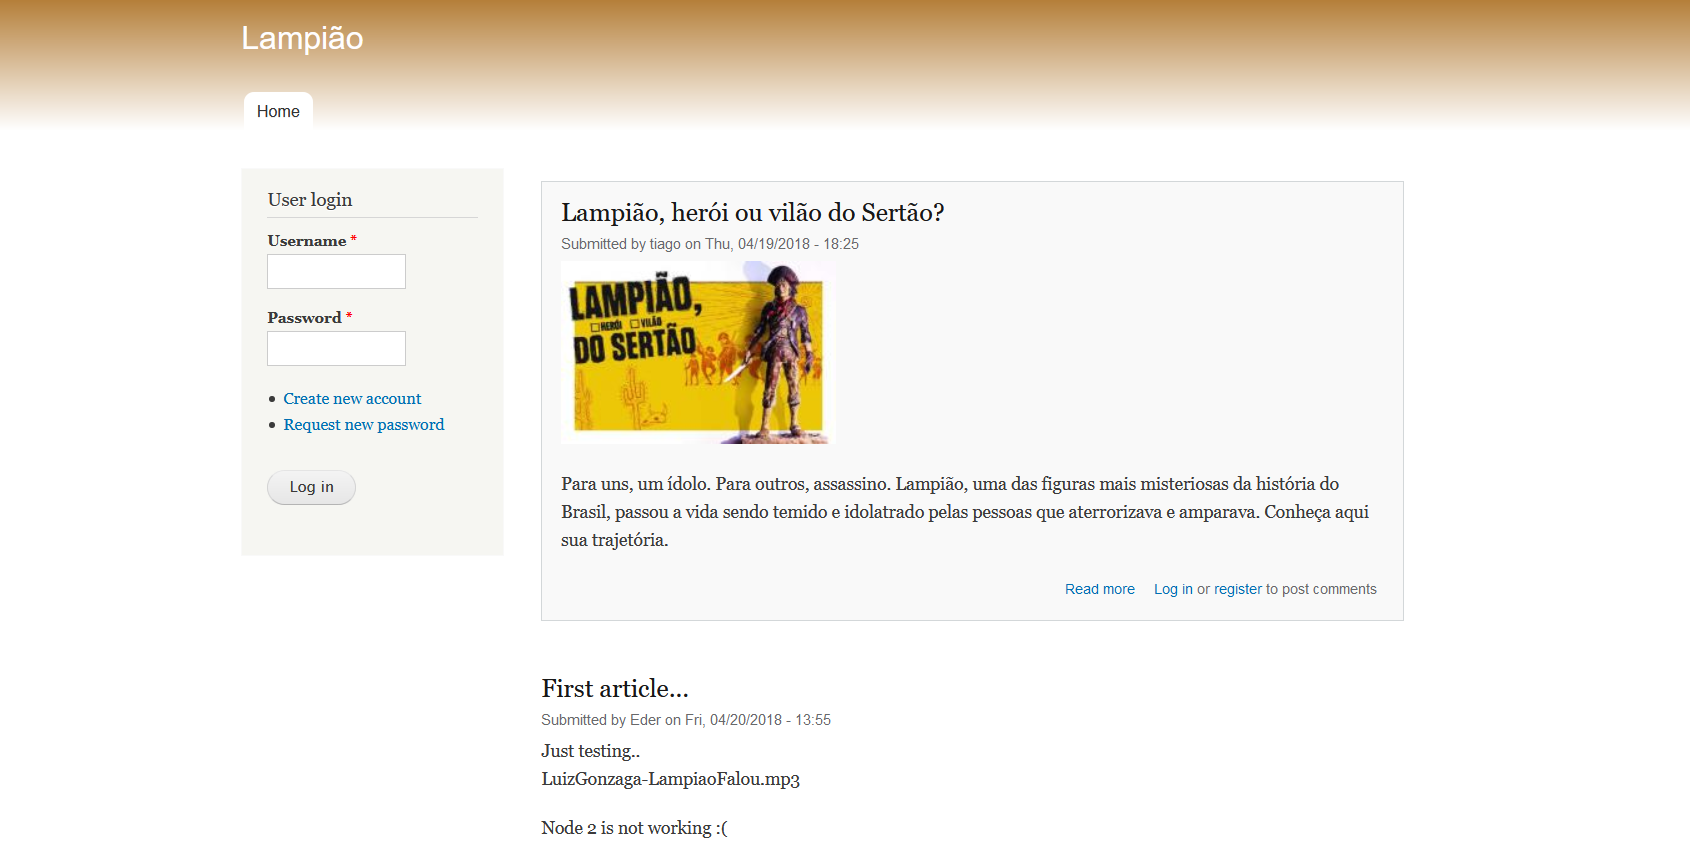 Lampião
Home
User login
Username *
Password *
Create new account
Request new password
Log in
Lampião, herói ou vilão do Sertão?
Submitted by tiago on Thu, 04/19/2018 - 18:25
LAMPIÃO,
HERÓI VILÃO
DO SERTÃO
Para uns, um ídolo. Para outros, assassino. Lampião, uma das figuras mais misteriosas da história do
Brasil, passou a vida sendo temido e idolatrado pelas pessoas que aterrorizava e amparava. Conheça aqui
sua trajetória.
Read more Log in or register to post comments
First article...
Submitted by Eder on Fri, 04/20/2018 - 13:55
Just testing..
LuizGonzaga-LampiaoFalou.mp3
Node 2 is not working :(